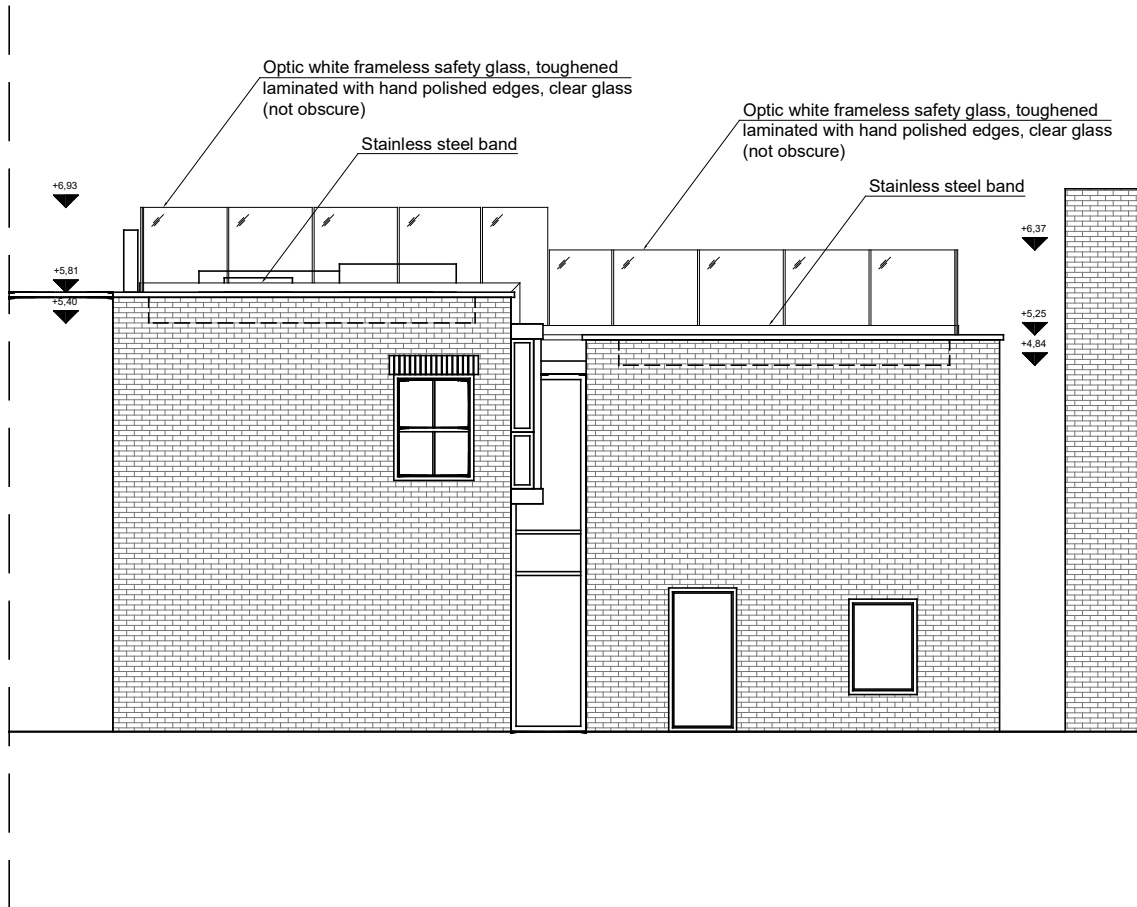 Optic white frameless safety glass, toughened
laminated with hand polished edges, clear glass
(not obscure)
Stainless steel band
Optic white frameless safety glass, toughened
laminated with hand polished edges, clear glass
(not obscure)
Stainless steel band
+6,93
+5,81
+5,40
+6,37
+5,25
+4,84